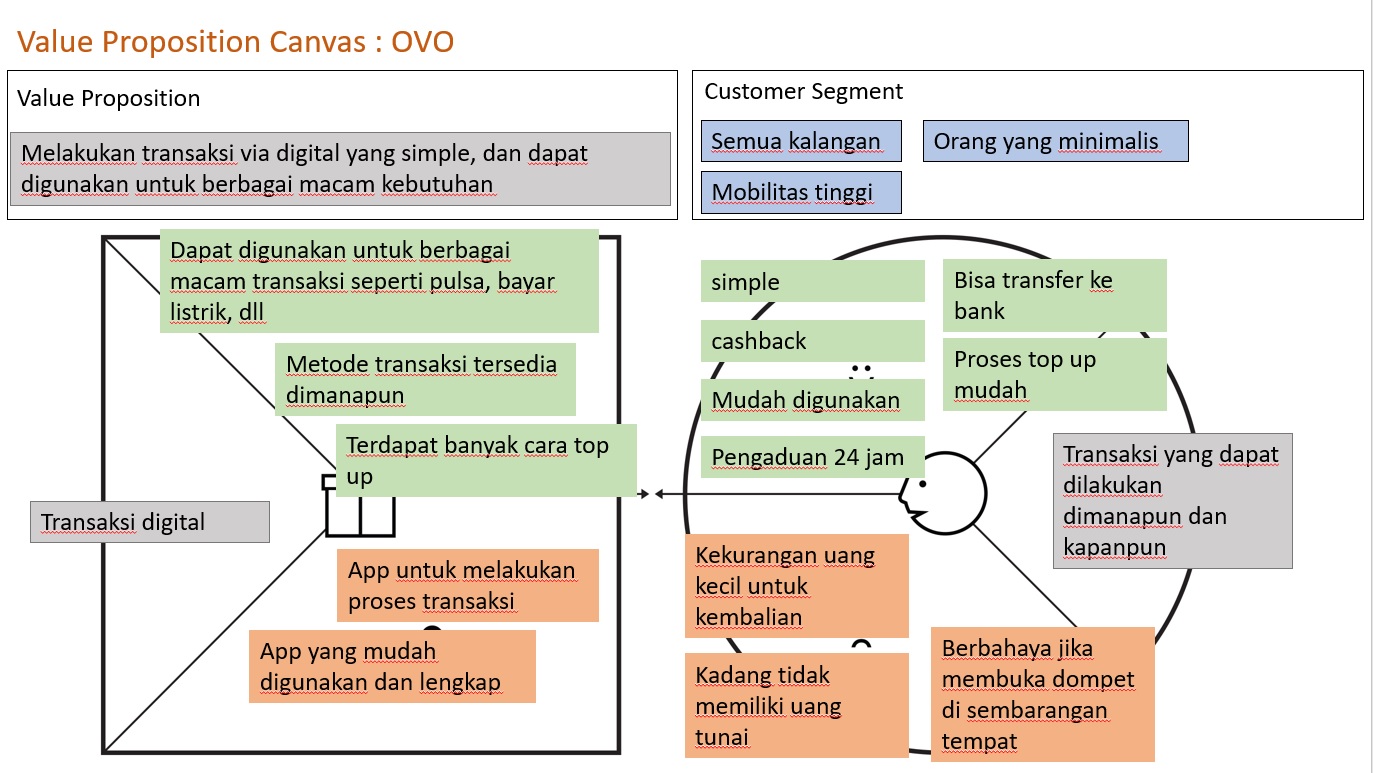 Value Proposition Canvas : OVO
Value Proposition
Melakukan transaksi via digital yang simple, dan dapat
digunakan untuk berbagai macam kebutuhan
Customer Segment
Semua kalangan
Orang yang minimalis
Mobilitas tinggi
Dapat digunakan untuk berbagai
macam transaksi seperti pulsa, bayar
listrik, dll
Metode transaksi tersedia
dimanapun
Terdapat banyak cara top
up
Transaksi digital
App untuk melakukan
proses transaksi
App yang mudah
digunakan dan lengkap
simple
cashback
Mudah digunakan
Pengaduan 24 jam
Bisa transfer ke
bank
Proses top up
mudah
Transaksi yang dapat
dilakukan
dimanapun dan
kapanpun
Kekurangan uang
kecil untuk
kembalian
Kadang tidak
memiliki uang
tunai
Berbahaya jika
membuka dompet
di sembarangan
tempat